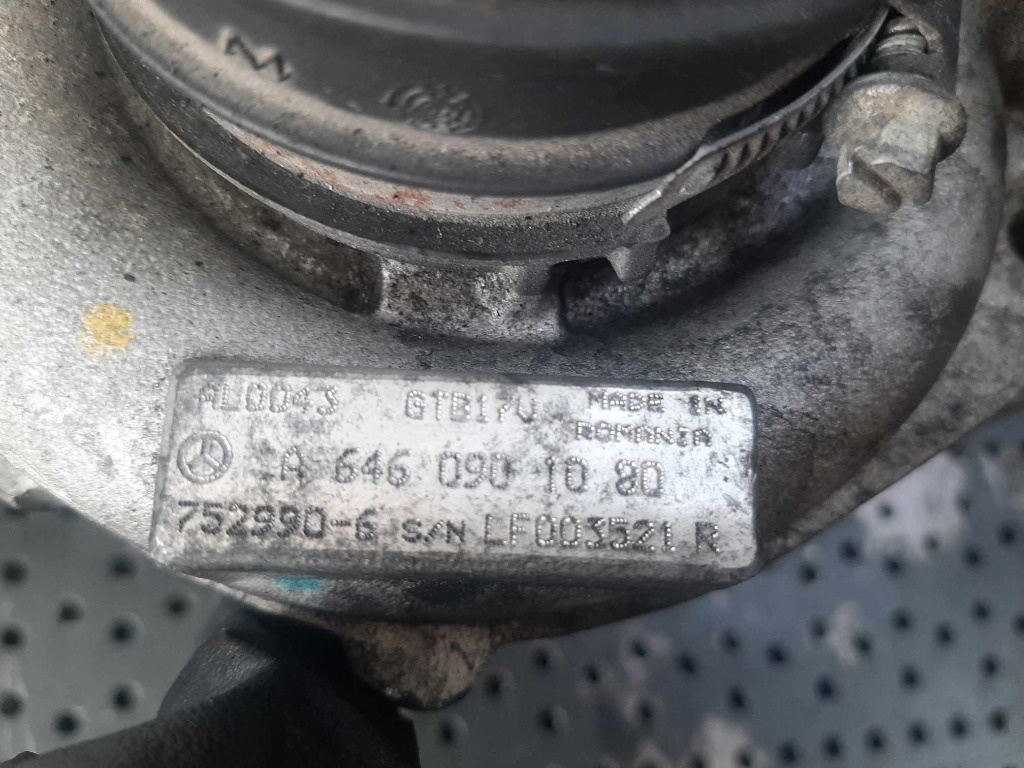 AL0043 GTB17V MADE IN
ROMANIA
A 646 090 10 80
752990-6 S/N LF003521 R